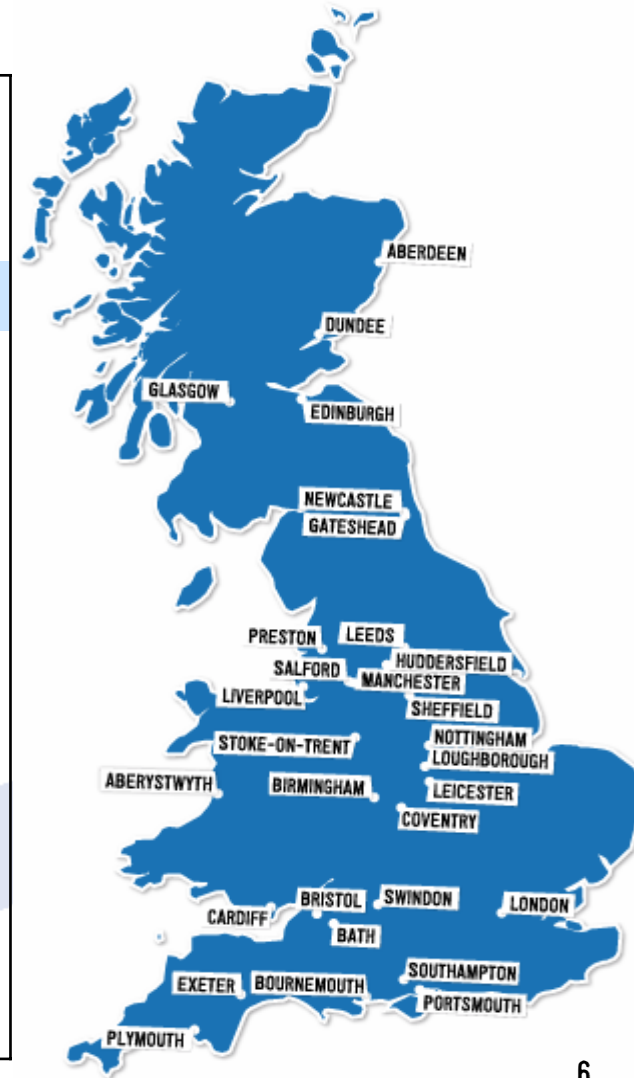 ABERDEEN
DUNDEE
GLASGOW
EDINBURGH
NEWCASTLE
GATESHEAD
PRESTON
LEEDS
HUDDERSFIELD
SALFORD
MANCHESTER
LIVERPOOL
SHEFFIELD
STOKE-ON-TRENT
NOTTINGHAM
LOUGHBOROUGH
ABERYSTWYTH
BIRMINGHAM
LEICESTER
COVENTRY
BRISTOL
SWINDON
LONDON
CARDIFF
BATH
SOUTHAMPTON
EXETER
BOURNEMOUTH
PORTSMOUTH
PLYMOUTH
6